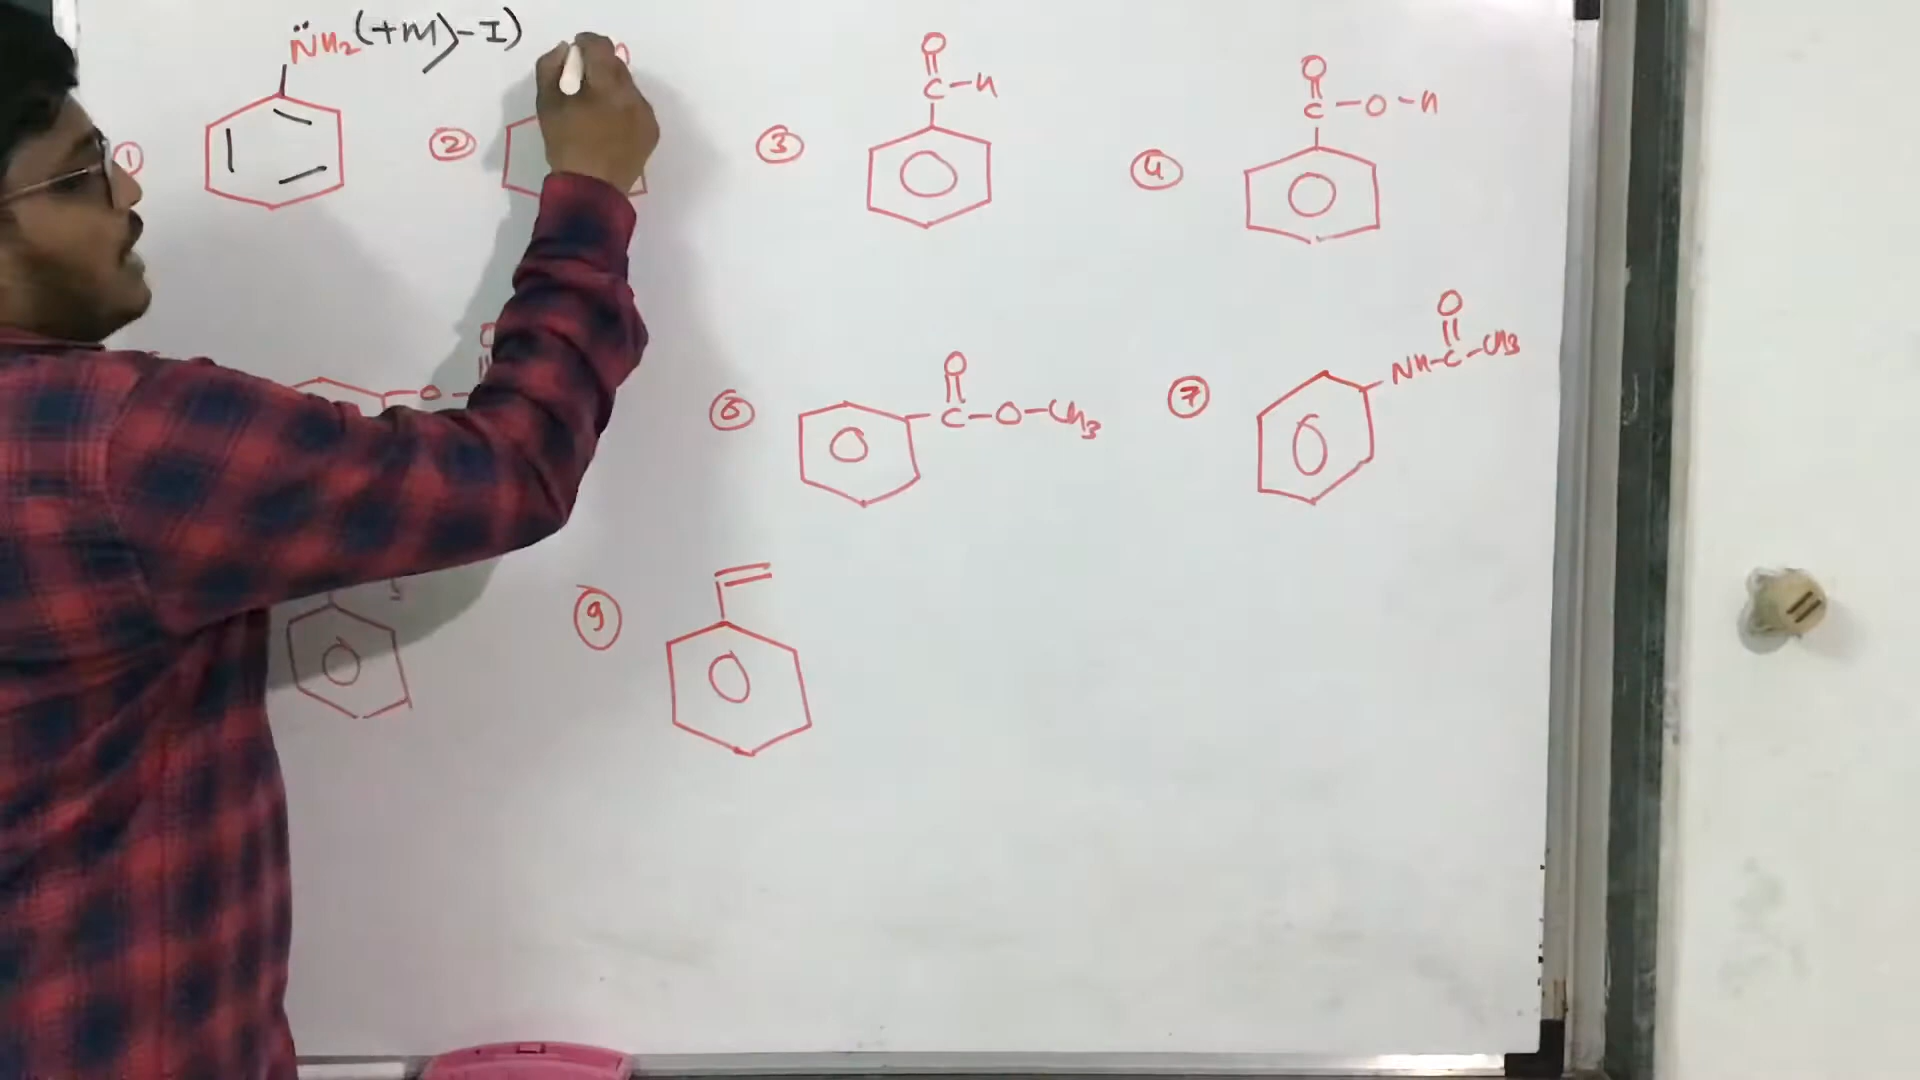 N̈H₂(+M>-I)
① ② ③ ④
O
C-H
O
C-O-H
O
⑥ ⑦
O
C-O-CH₃
O
NH-C-CH₃
⑨